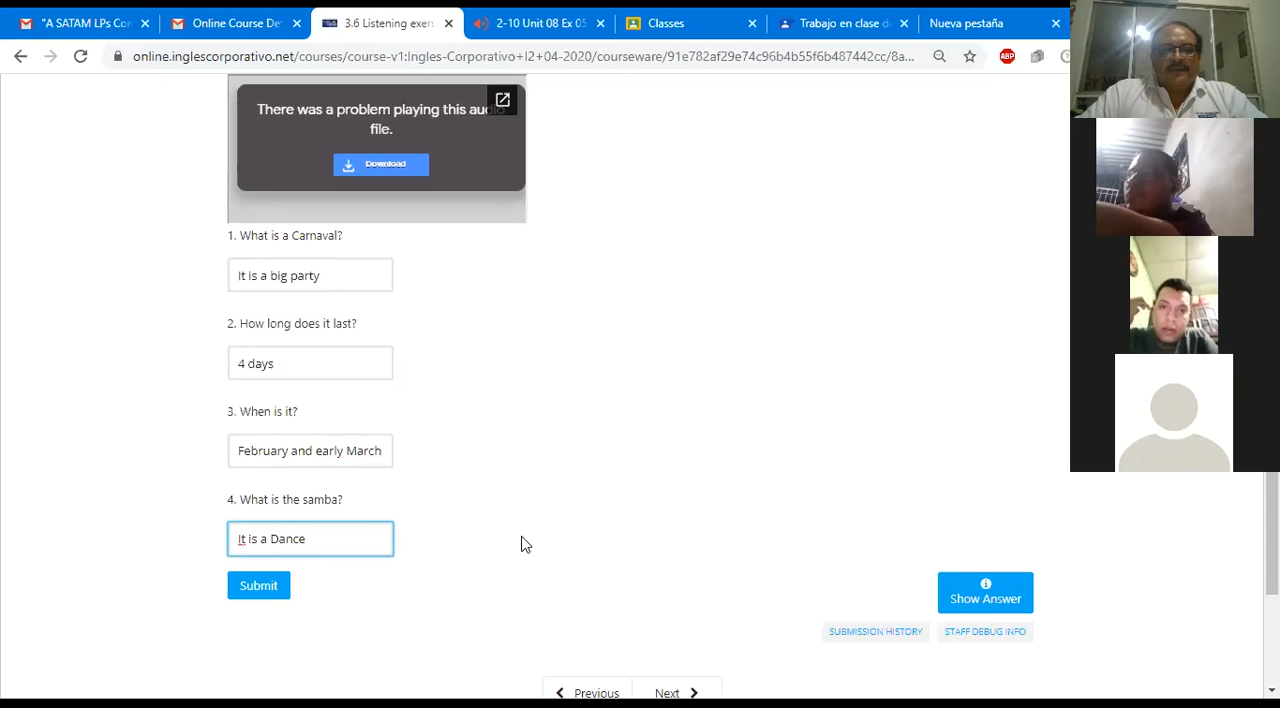 "A SATAM LPs Cor
Online Course De
3.6 Listening exerc
2-10 Unit 08 Ex 05
Classes
Trabajo en clase de
Nueva pestaña
online.inglescorporativo.net/courses/course-v1:Ingles-Corporativo+I2+04-2020/courseware/91e782af29e74c96b4b55f6b487442cc/8a...
ABP
There was a problem playing this audio
file.
Download
1. What is a Carnaval?
It is a big party
2. How long does it last?
4 days
3. When is it?
February and early March
4. What is the samba?
It is a Dance
Submit
Show Answer
SUBMISSION HISTORY
STAFF DEBUG INFO
Previous
Next